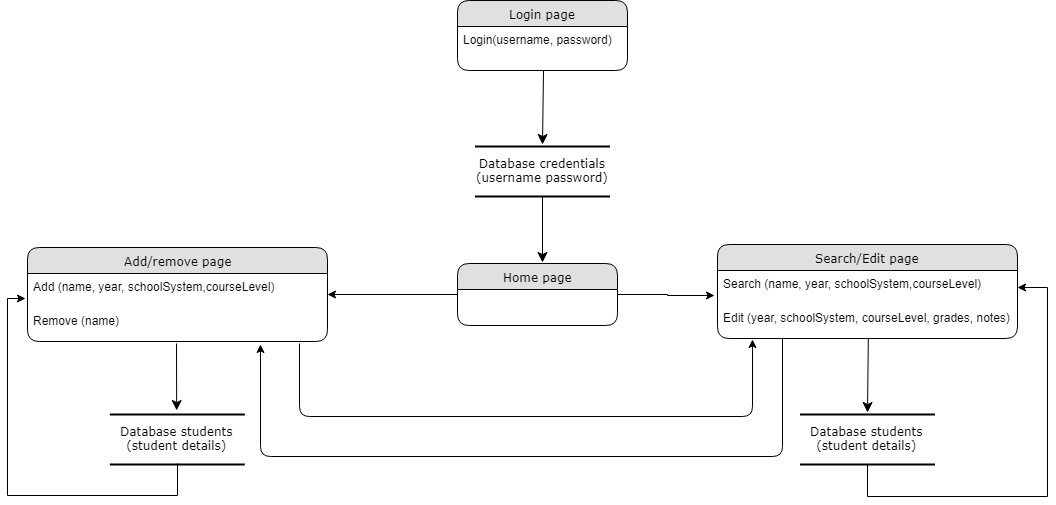 Login page
Login(username, password)
Database credentials
(username password)
Add/remove page
Add (name, year, schoolSystem,courseLevel)
Remove (name)
Home page
Search/Edit page
Search (name, year, schoolSystem,courseLevel)
Edit (year, schoolSystem, courseLevel, grades, notes)
Database students
(student details)
Database students
(student details)